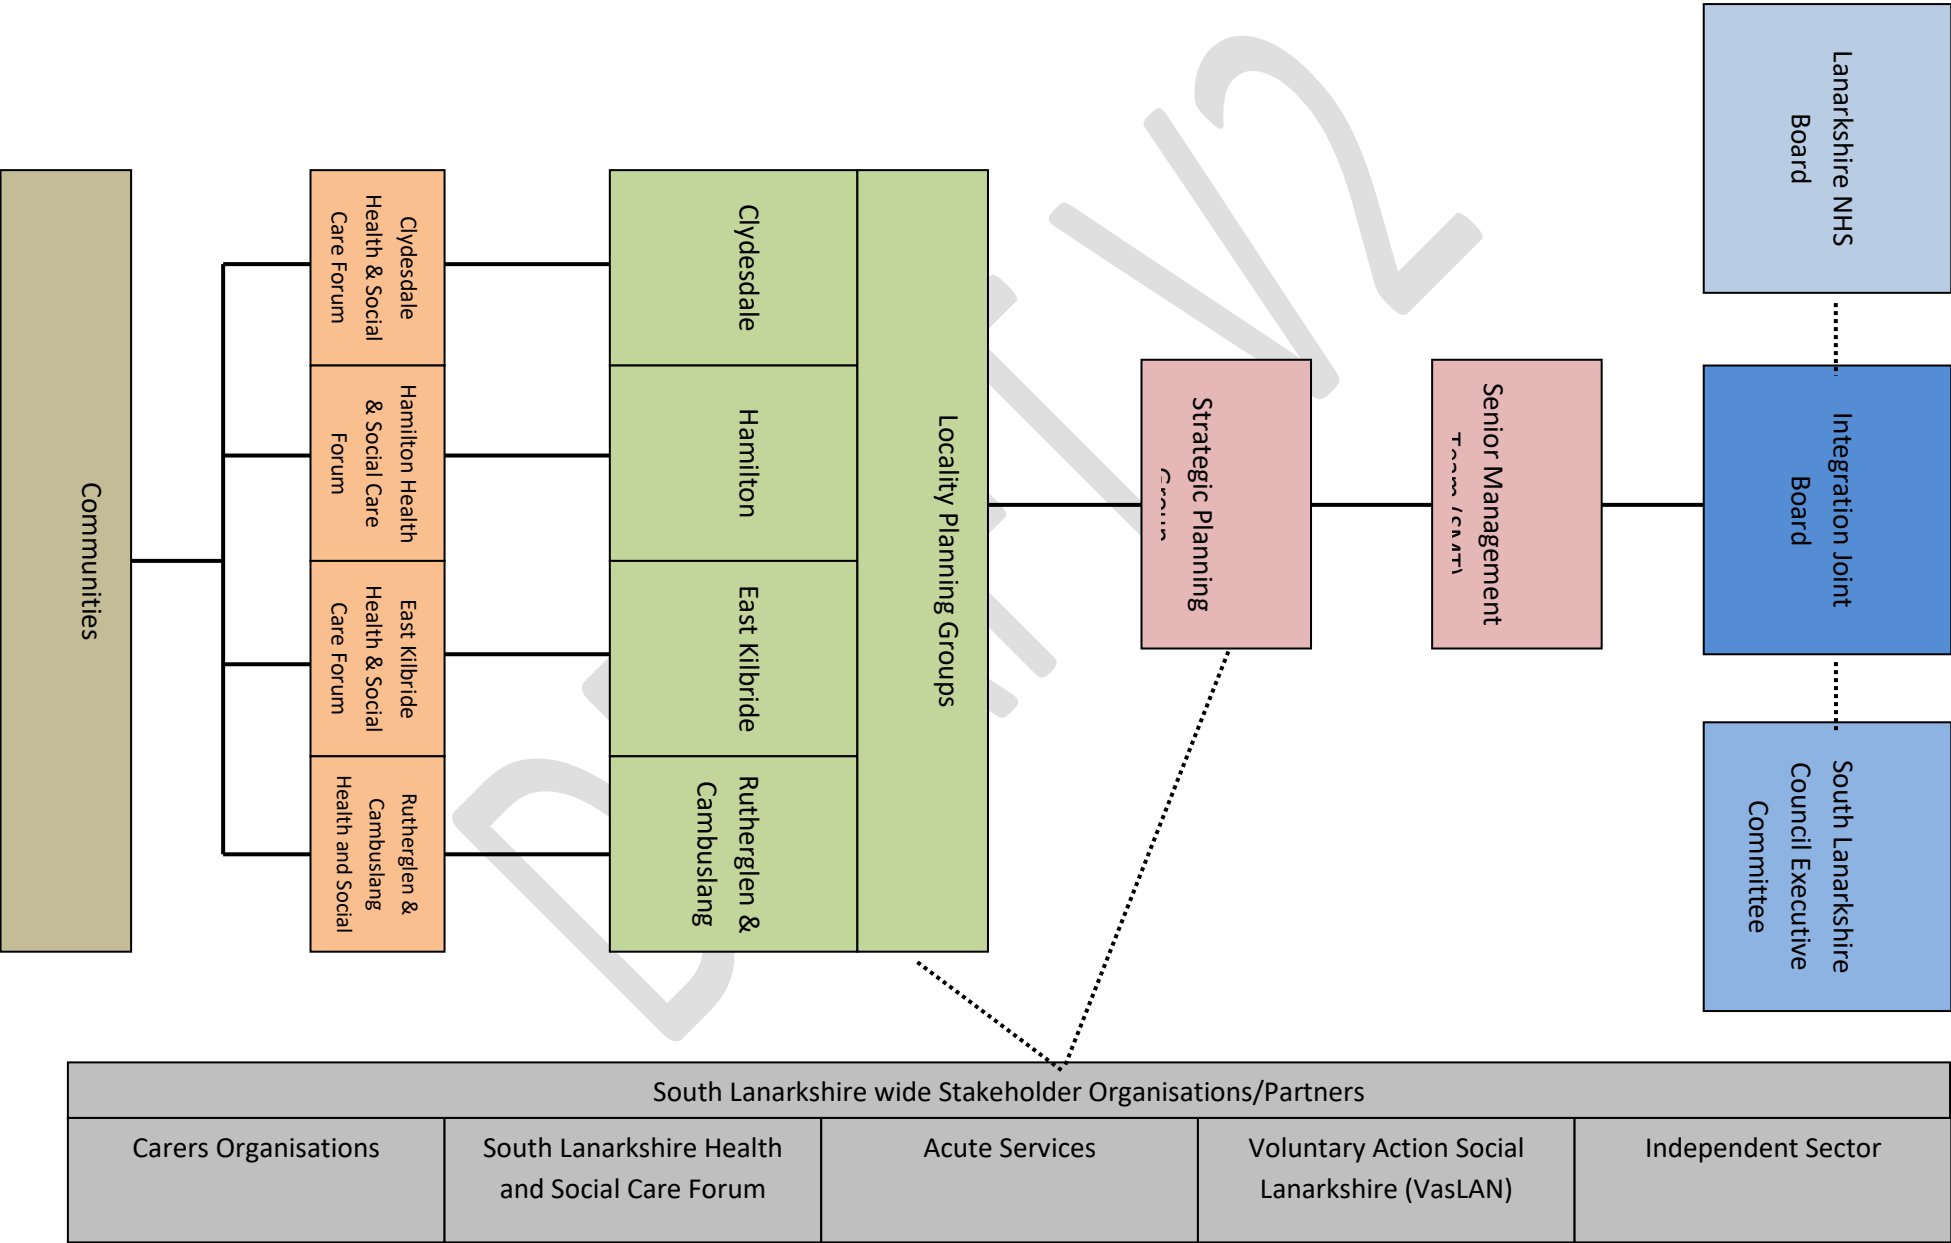 Lanarkshire NHS
Board
Integration Joint
Board
South Lanarkshire
Council Executive
Committee
Senior Management
Team (SMT)
Strategic Planning
Group
Locality Planning Groups
Clydesdale
Hamilton
East Kilbride
Rutherglen &
Cambuslang
Clydesdale
Health & Social
Care Forum
Hamilton Health
& Social Care
Forum
East Kilbride
Health & Social
Care Forum
Rutherglen &
Cambuslang
Health and Social
Communities
South Lanarkshire wide Stakeholder Organisations/Partners
Carers Organisations
South Lanarkshire Health
and Social Care Forum
Acute Services
Voluntary Action Social
Lanarkshire (VasLAN)
Independent Sector
DRAFT V2